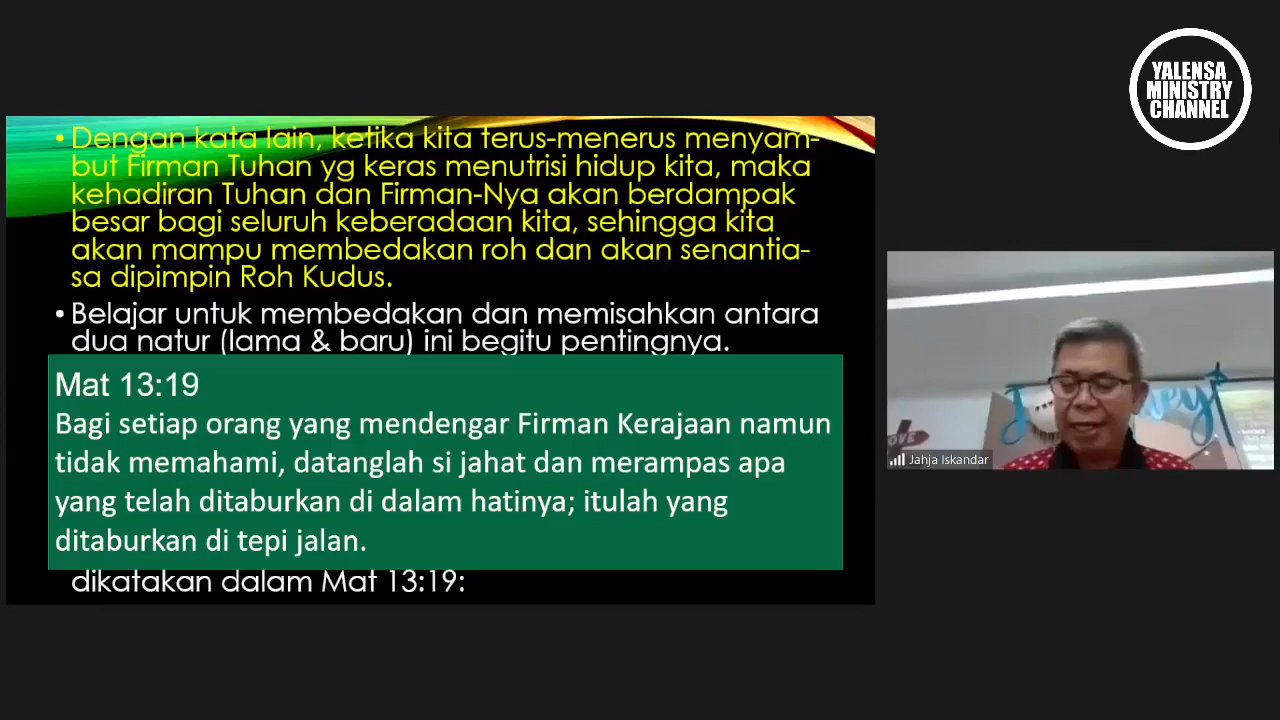 YALENSA
MINISTRY
CHANNEL
• Dengan kata lain, ketika kita terus-menerus menyam-
but Firman Tuhan yg keras menutrisi hidup kita, maka
kehadiran Tuhan dan Firman-Nya akan berdampak
besar bagi seluruh keberadaan kita, sehingga kita
akan mampu membedakan roh dan akan senantia-
sa dipimpin Roh Kudus.
• Belajar untuk membedakan dan memisahkan antara
dua natur (lama & baru) ini begitu pentingnya.
Mat 13:19
Bagi setiap orang yang mendengar Firman Kerajaan namun
tidak memahami, datanglah si jahat dan merampas apa
yang telah ditaburkan di dalam hatinya; itulah yang
ditaburkan di tepi jalan.
dikatakan dalam Mat 13:19:
Jahja Iskandar